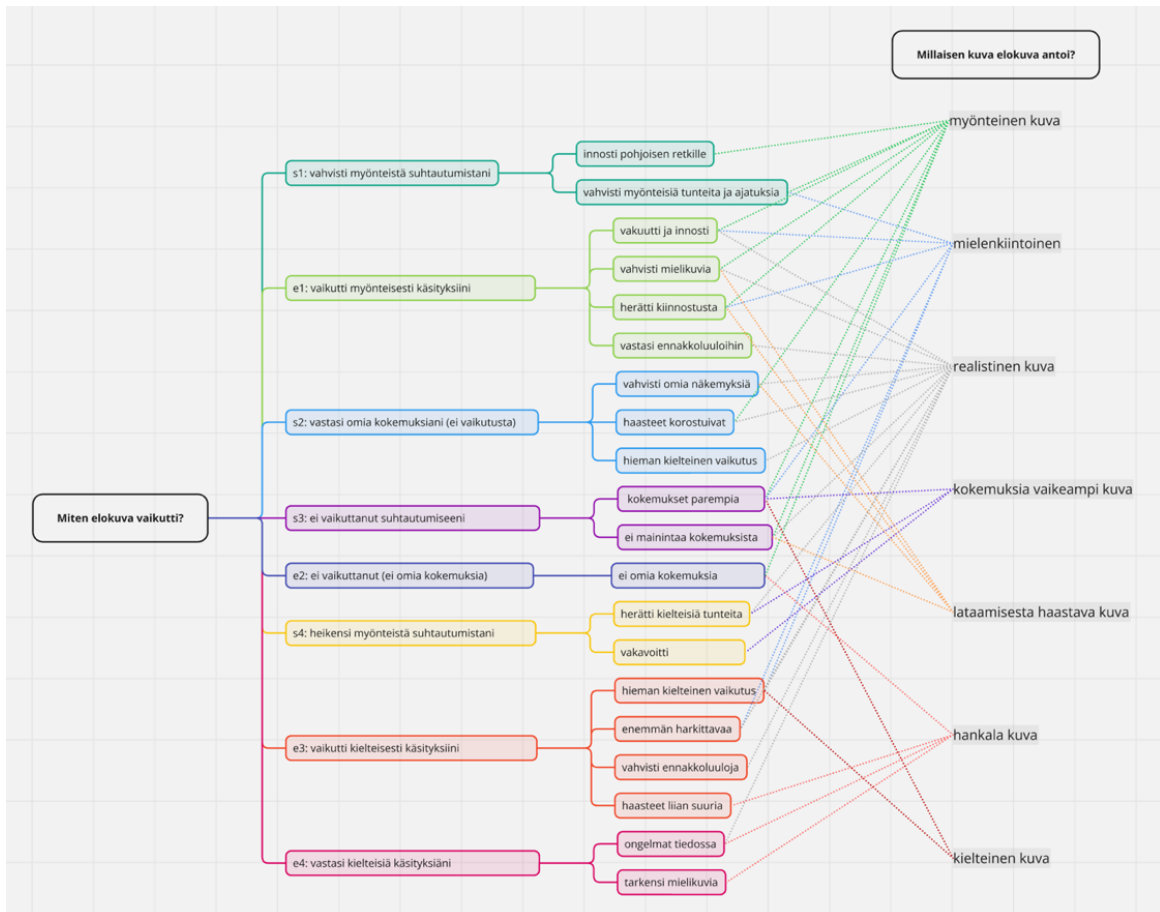 Millaisen kuva elokuva antoi?
myönteinen kuva
innosti pohjoisen retkille
s1: vahvisti myönteistä suhtautumistani
vahvisti myönteisiä tunteita ja ajatuksia
vakuutti ja innosti
mielenkiintoinen
vahvisti mielikuvia
e1: vaikutti myönteisesti käsityksiini
herätti kiinnostusta
vastasi ennakkoluuloihin
realistinen kuva
vahvisti omia näkemyksiä
s2: vastasi omia kokemuksiani (ei vaikutusta)
haasteet korostuivat
hieman kielteinen vaikutus
kokemuksia vaikeampi kuva
kokemukset parempia
Miten elokuva vaikutti?
s3: ei vaikuttanut suhtautumiseeni
ei mainintaa kokemuksista
e2: ei vaikuttanut (ei omia kokemuksia)
ei omia kokemuksia
herätti kielteisiä tunteita
lataamisesta haastava kuva
s4: heikensi myönteistä suhtautumistani
vakavoitti
hieman kielteinen vaikutus
enemmän harkittavaa
hankala kuva
e3: vaikutti kielteisesti käsityksiini
vahvisti ennakkoluuloja
haasteet liian suuria
ongelmat tiedossa
kielteinen kuva
e4: vastasi kielteisiä käsityksiäni
tarkensi mielikuvia